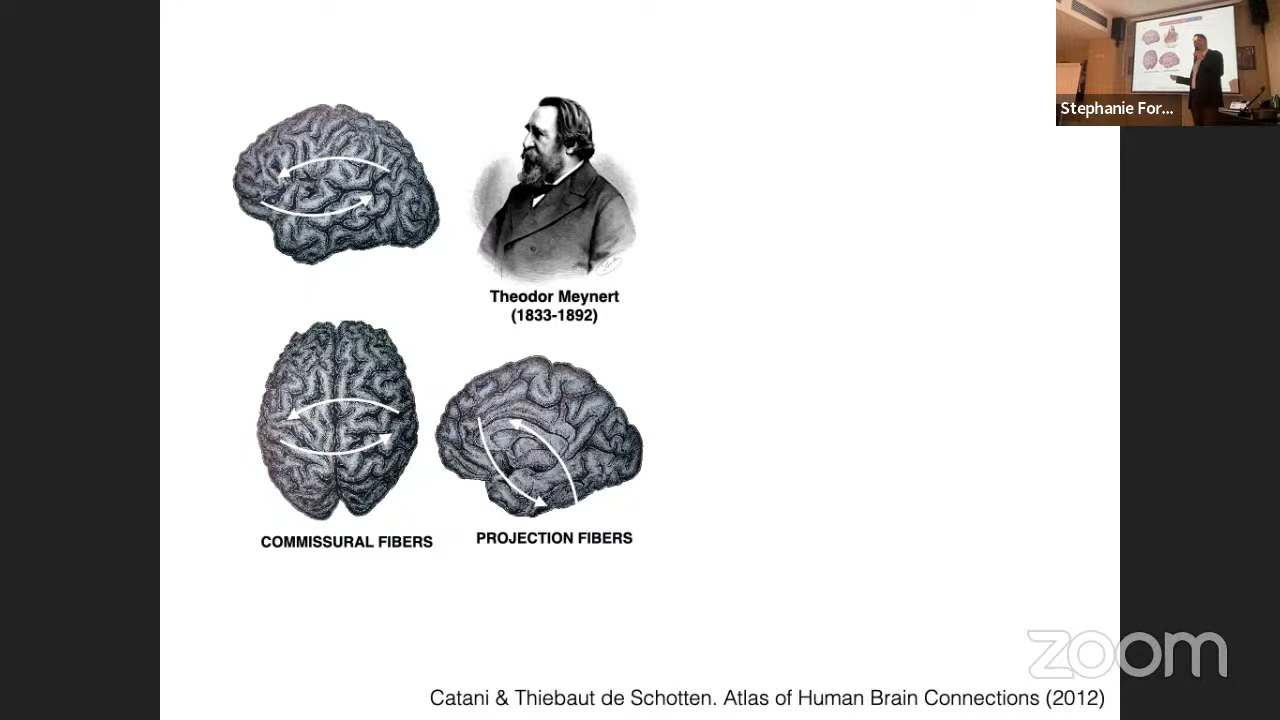 Stephanie For...
Theodor Meynert
(1833-1892)
COMMISSURAL FIBERS
PROJECTION FIBERS
zoom
Catani & Thiebaut de Schotten. Atlas of Human Brain Connections (2012)